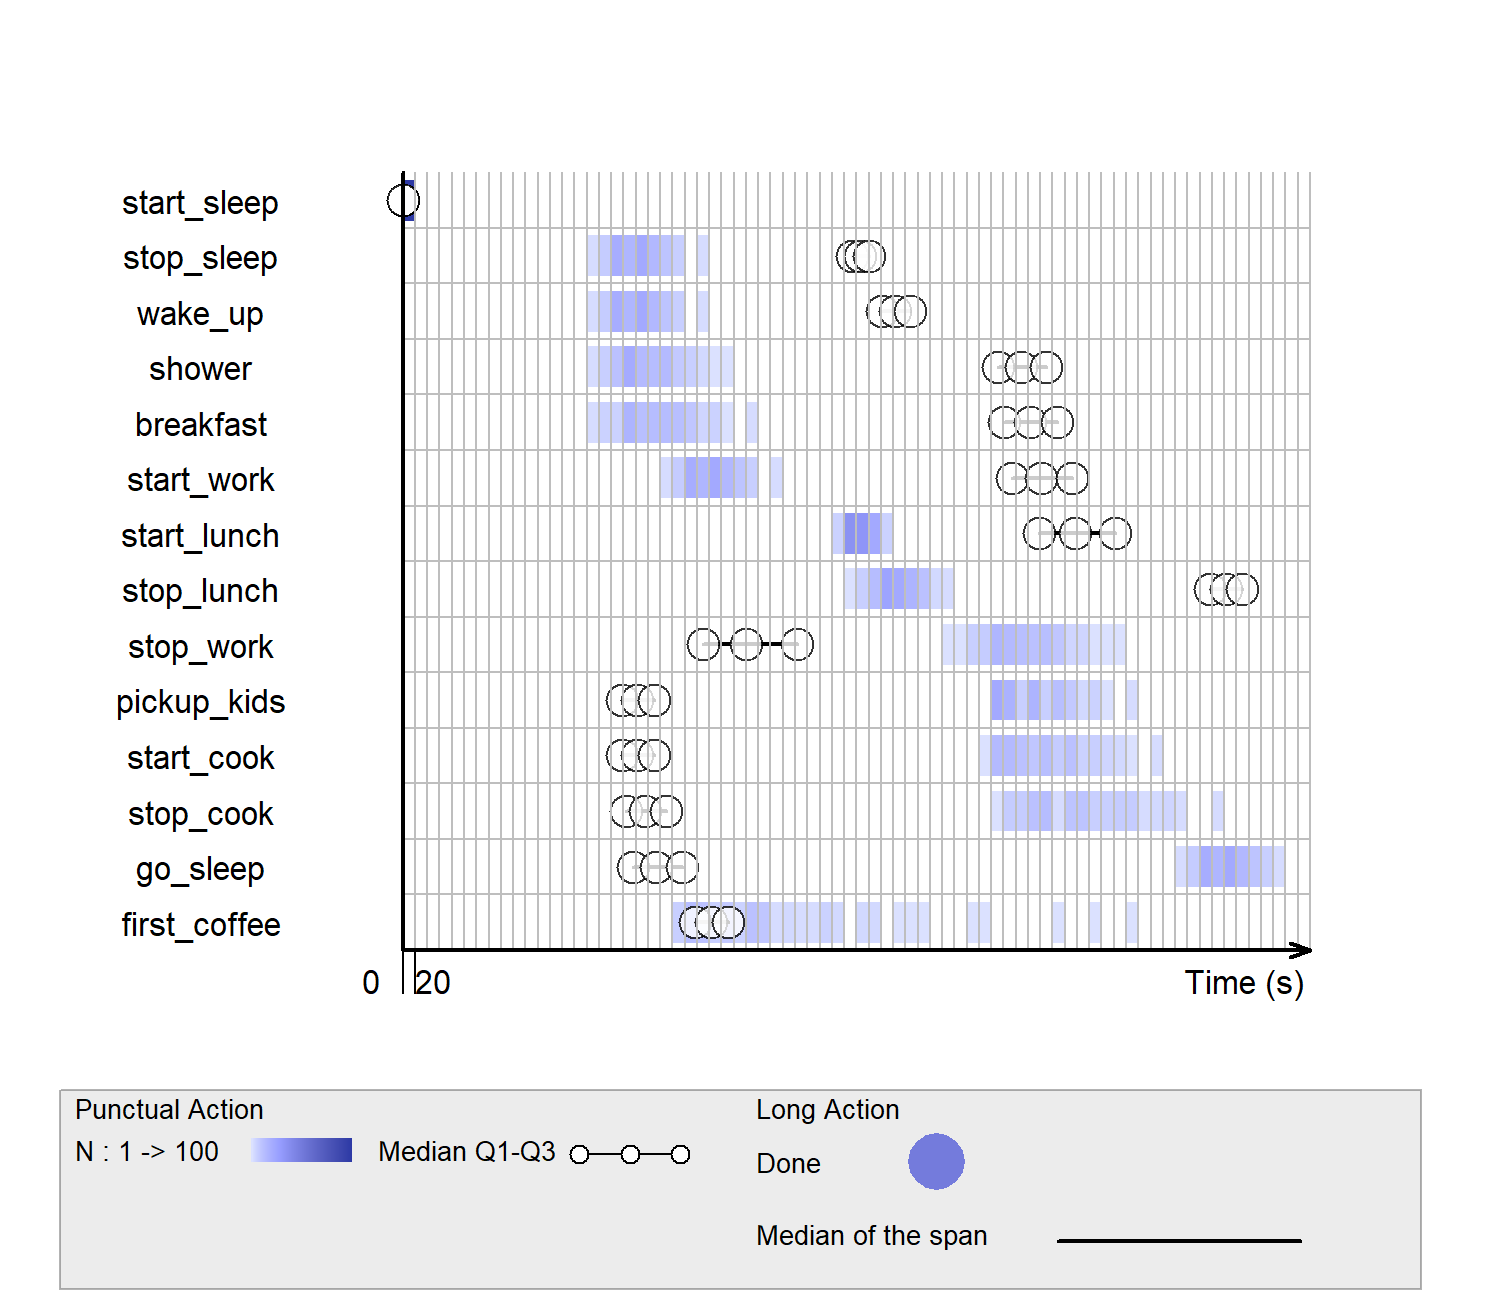 start_sleep
stop_sleep
wake_up
shower
breakfast
start_work
start_lunch
stop_lunch
stop_work
pickup_kids
start_cook
stop_cook
go_sleep
first_coffee
0 20 Time (s)
Punctual Action
N : 1 -> 100 Median Q1-Q3
Long Action
Done
Median of the span